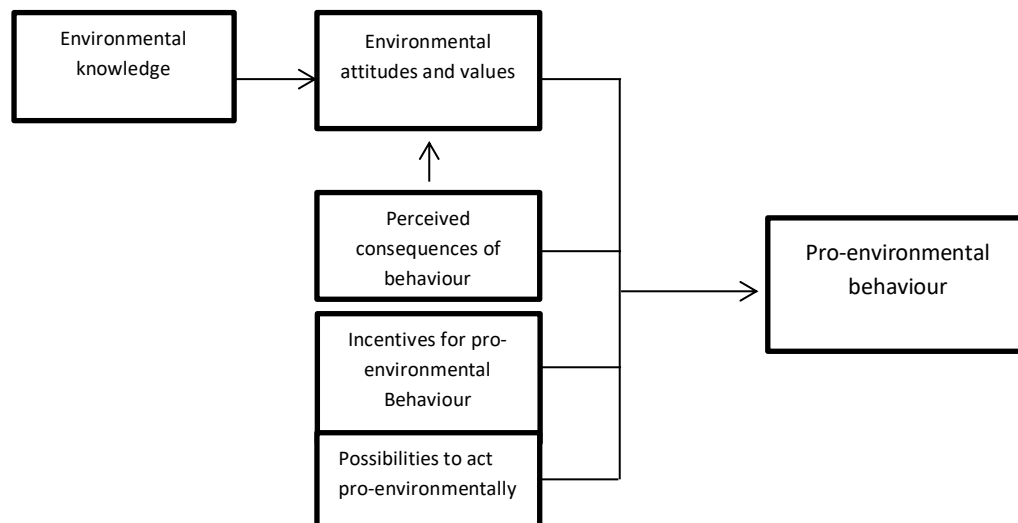 Environmental
knowledge
Environmental
attitudes and values
Perceived
consequences of
behaviour
Incentives for pro-
environmental
Behaviour
Possibilities to act
pro-environmentally
Pro-environmental
behaviour